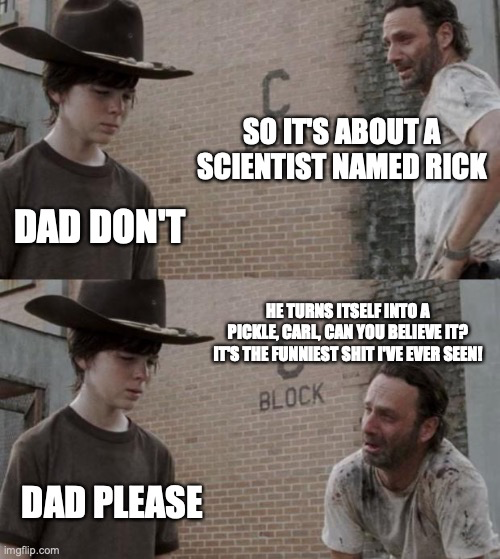 C
SO IT'S ABOUT A
SCIENTIST NAMED RICK
DAD DON'T
HE TURNS ITSELF INTO A
PICKLE, CARL, CAN YOU BELIEVE IT?
IT'S THE FUNNIEST SHIT I'VE EVER SEEN!
BLOCK
DAD PLEASE
imgflip.com